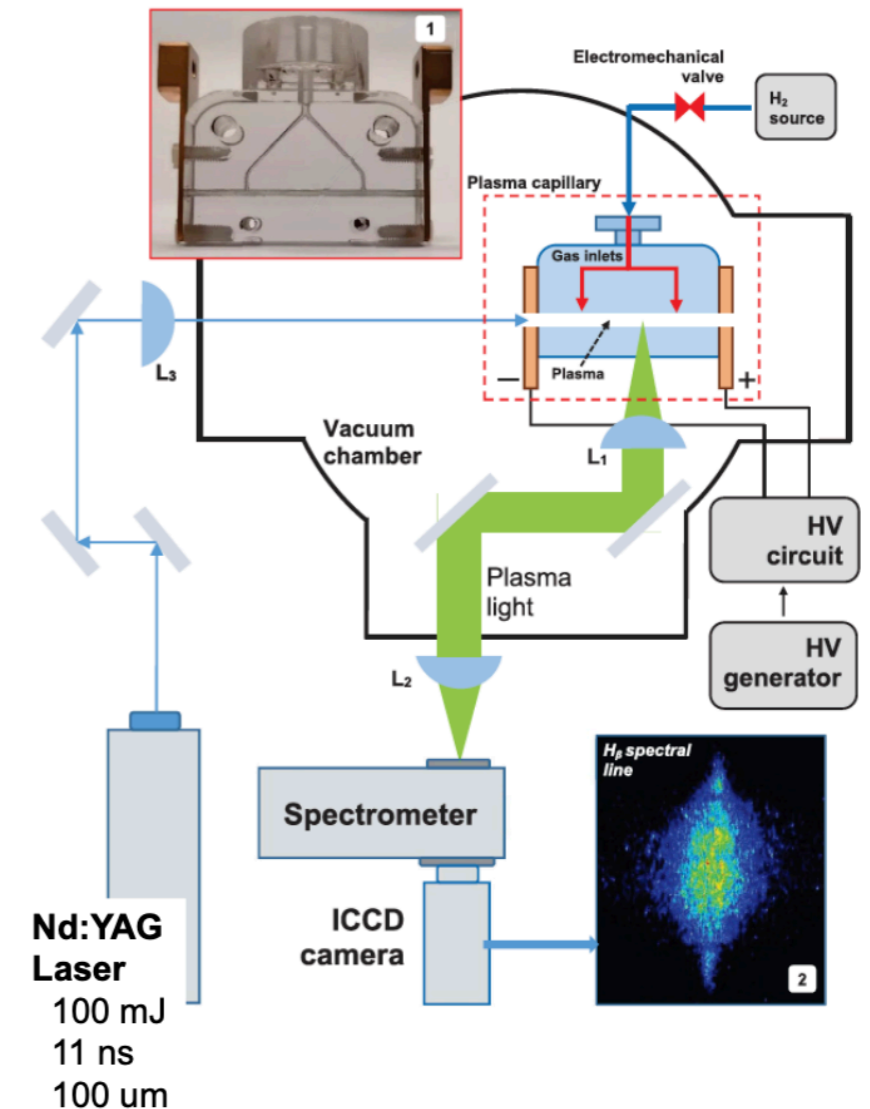 1
Electromechanical
valve
H₂
source
Plasma capillary
Gas inlets
Plasma
−
+
L₃
Vacuum
chamber
L₁
HV
circuit
Plasma
light
HV
generator
L₂
Hᵦ spectral
line
Spectrometer
ICCD
camera
2
Nd:YAG
Laser
100 mJ
11 ns
100 um